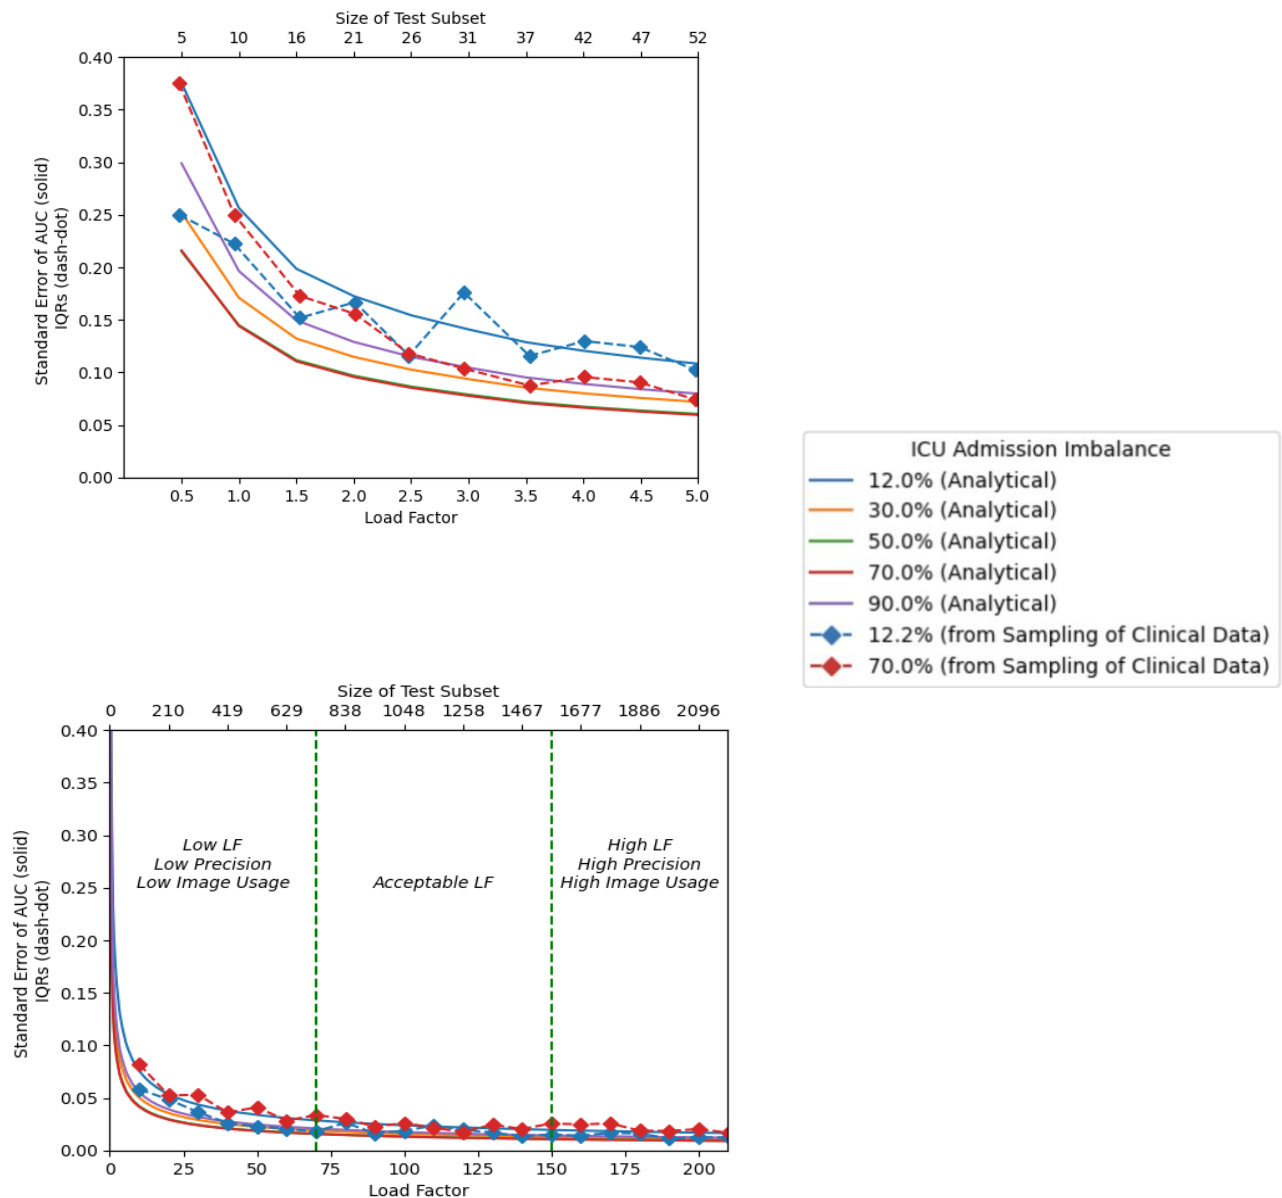 Size of Test Subset
5 10 16 21 26 31 37 42 47 52
0.40
0.35
0.30
0.25
0.20
0.15
0.10
0.05
0.00
Standard Error of AUC (solid)
IQRs (dash-dot)
0.5 1.0 1.5 2.0 2.5 3.0 3.5 4.0 4.5 5.0
Load Factor
ICU Admission Imbalance
12.0% (Analytical)
30.0% (Analytical)
50.0% (Analytical)
70.0% (Analytical)
90.0% (Analytical)
12.2% (from Sampling of Clinical Data)
70.0% (from Sampling of Clinical Data)
Size of Test Subset
0 210 419 629 838 1048 1258 1467 1677 1886 2096
0.40
0.35
0.30
0.25
0.20
0.15
0.10
0.05
0.00
Standard Error of AUC (solid)
IQRs (dash-dot)
Low LF
Low Precision
Low Image Usage
Acceptable LF
High LF
High Precision
High Image Usage
0 25 50 75 100 125 150 175 200
Load Factor